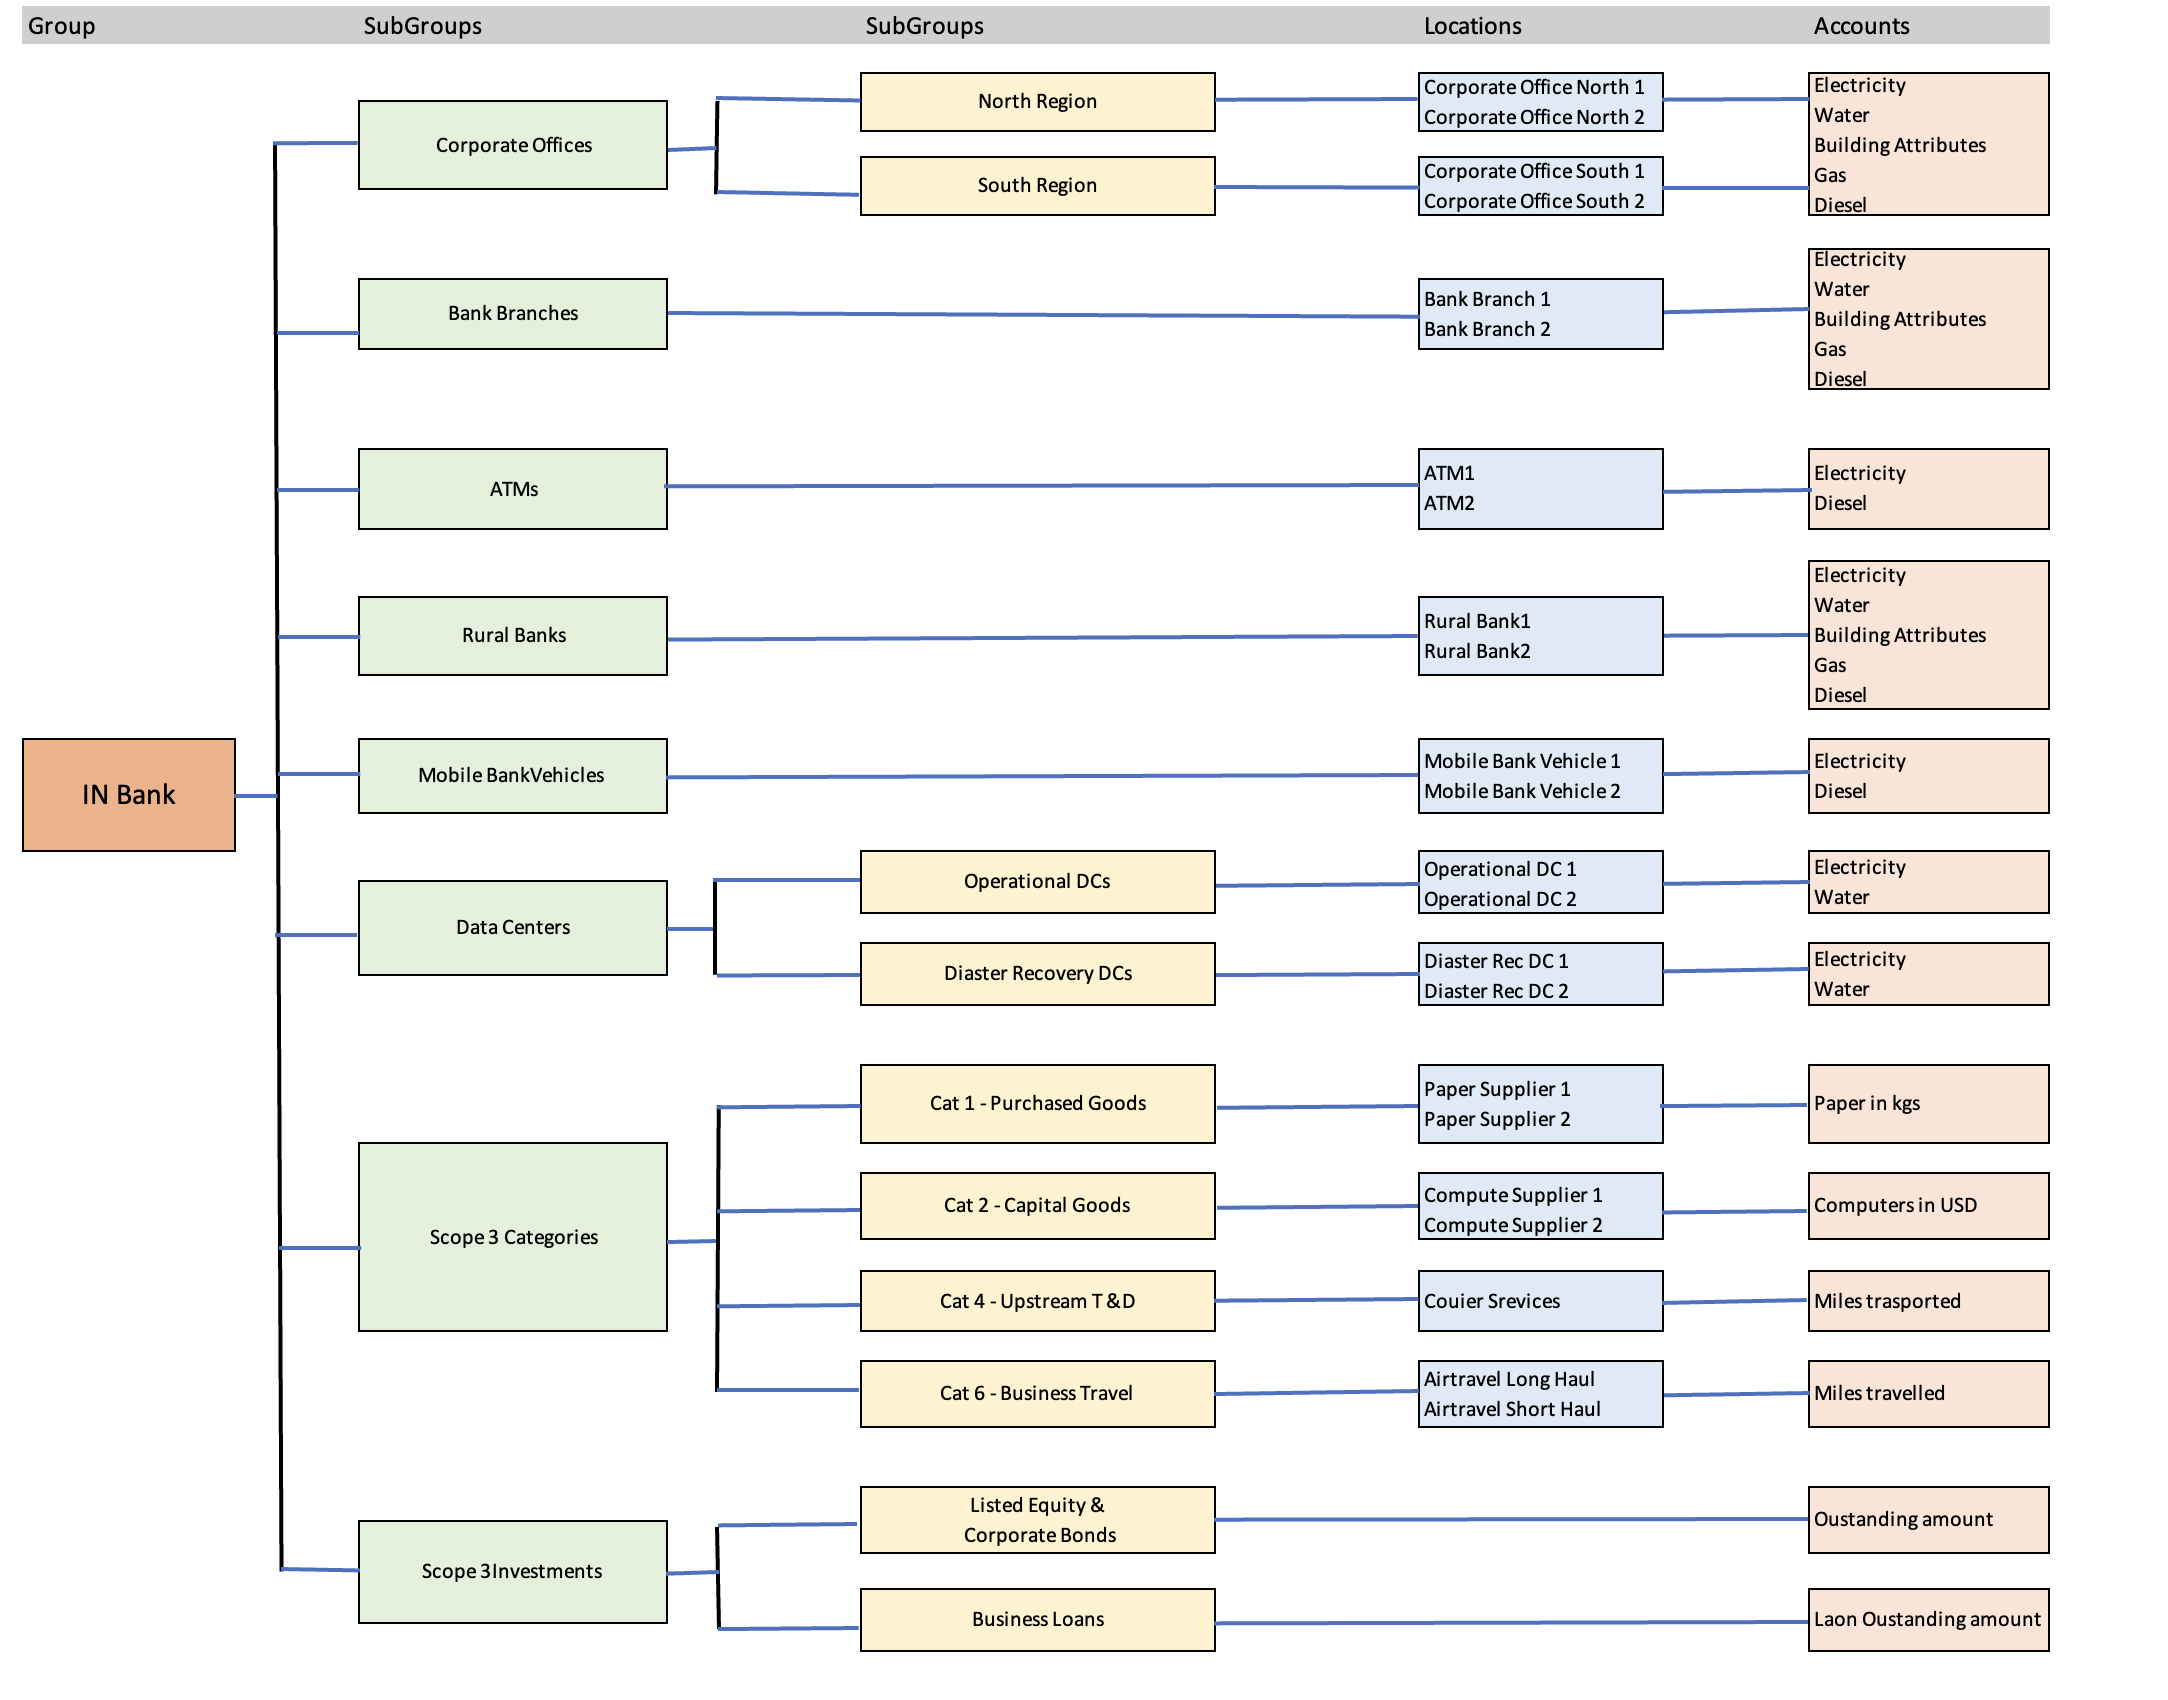 Group
SubGroups
SubGroups
Locations
Accounts
IN Bank
Corporate Offices
North Region
Corporate Office North 1
Corporate Office North 2
South Region
Corporate Office South 1
Corporate Office South 2
Electricity
Water
Building Attributes
Gas
Diesel
Bank Branches
Bank Branch 1
Bank Branch 2
Electricity
Water
Building Attributes
Gas
Diesel
ATMs
ATM1
ATM2
Electricity
Diesel
Rural Banks
Rural Bank1
Rural Bank2
Electricity
Water
Building Attributes
Gas
Diesel
Mobile BankVehicles
Mobile Bank Vehicle 1
Mobile Bank Vehicle 2
Electricity
Diesel
Data Centers
Operational DCs
Operational DC 1
Operational DC 2
Electricity
Water
Diaster Recovery DCs
Diaster Rec DC 1
Diaster Rec DC 2
Electricity
Water
Scope 3 Categories
Cat 1 - Purchased Goods
Paper Supplier 1
Paper Supplier 2
Paper in kgs
Cat 2 - Capital Goods
Compute Supplier 1
Compute Supplier 2
Computers in USD
Cat 4 - Upstream T &D
Couier Srevices
Miles trasported
Cat 6 - Business Travel
Airtravel Long Haul
Airtravel Short Haul
Miles travelled
Scope 3Investments
Listed Equity &
Corporate Bonds
Oustanding amount
Business Loans
Laon Oustanding amount